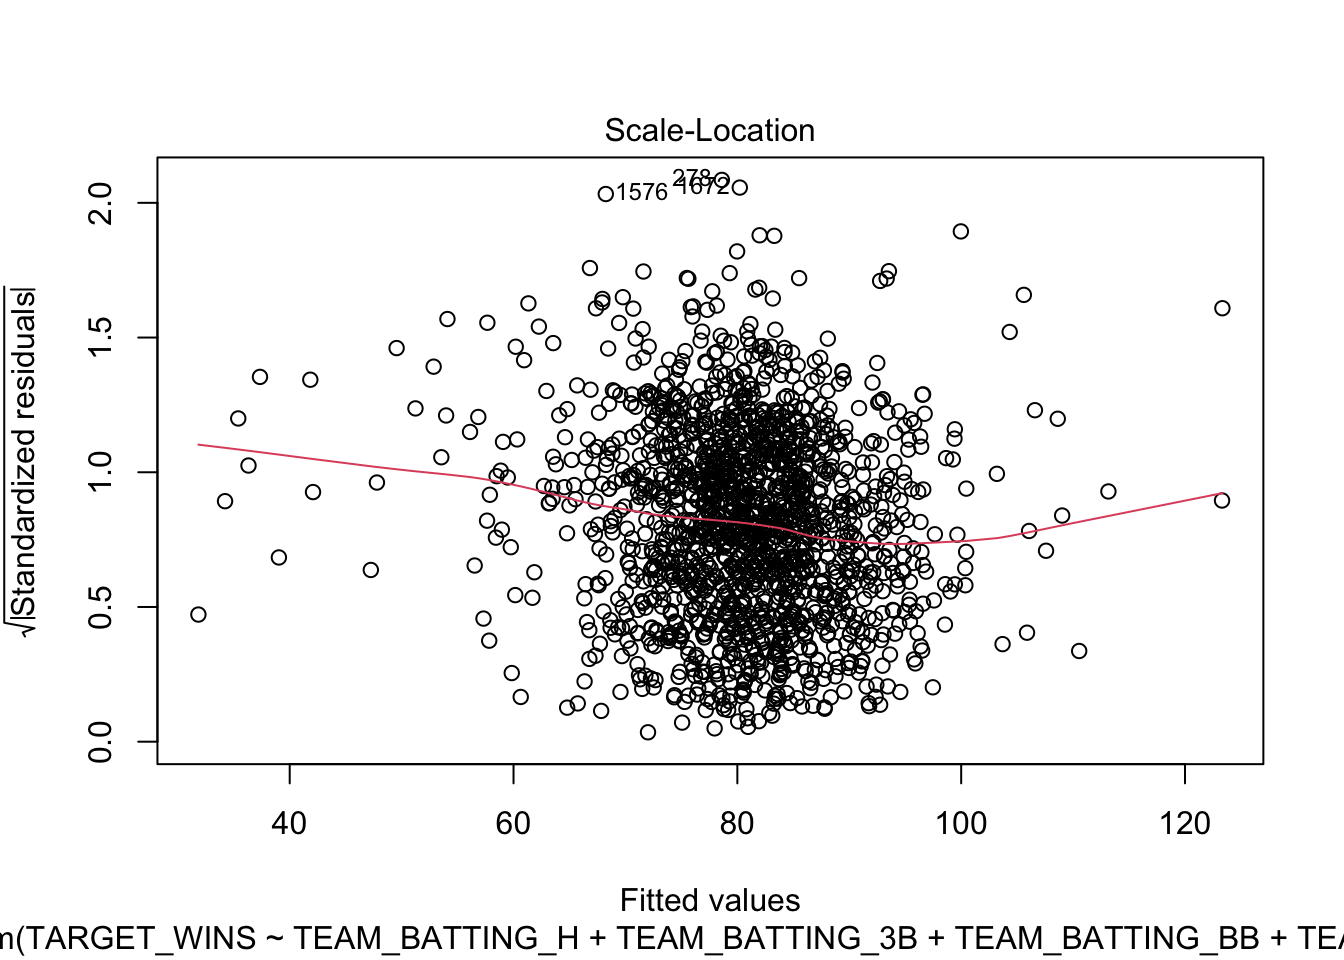 Scale-Location
278
1672
1576
2.0
1.5
1.0
0.5
0.0
√|Standardized residuals|
40 60 80 100 120
Fitted values
m(TARGET_WINS ~ TEAM_BATTING_H + TEAM_BATTING_3B + TEAM_BATTING_BB + TEA